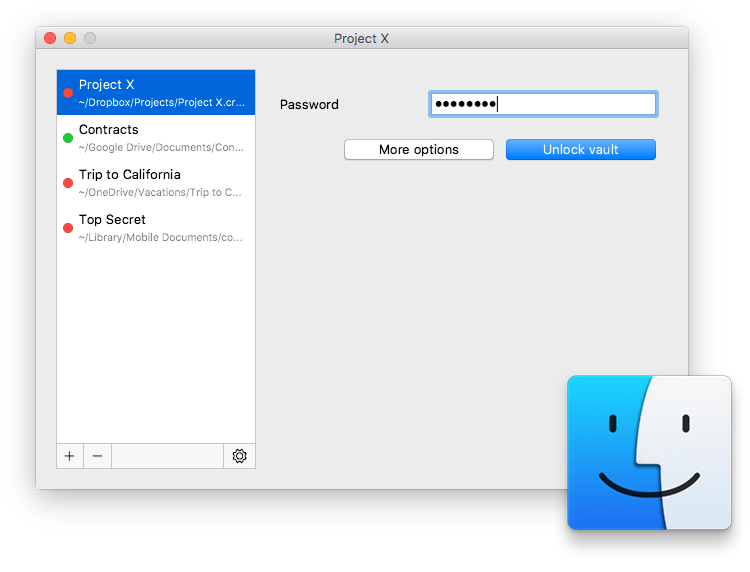 Project X
Project X
~/Dropbox/Projects/Project X.cr...
Contracts
~/Google Drive/Documents/Con...
Trip to California
~/OneDrive/Vacations/Trip to C...
Top Secret
~/Library/Mobile Documents/co...
Password
More options
Unlock vault